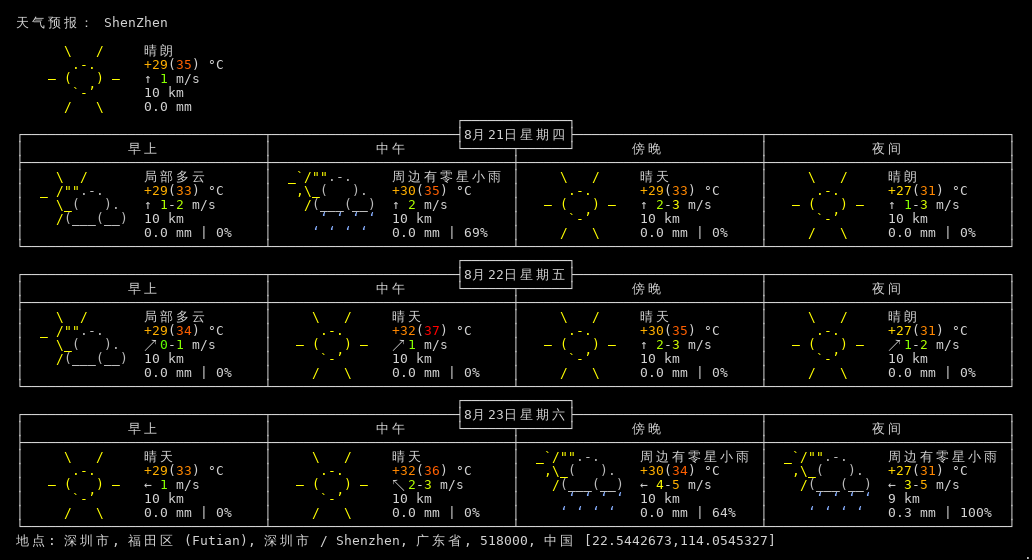 天气预报： ShenZhen
晴朗
+29(35) °C
↑ 1 m/s
10 km
0.0 mm
8月21日星期四
早上 中午 傍晚 夜间
局部多云 周边有零星小雨 晴天 晴朗
+29(33) °C +30(35) °C +29(33) °C +27(31) °C
↑ 1-2 m/s ↑ 2 m/s ↑ 2-3 m/s ↑ 1-3 m/s
10 km 10 km 10 km 10 km
0.0 mm | 0% 0.0 mm | 69% 0.0 mm | 0% 0.0 mm | 0%
8月22日星期五
早上 中午 傍晚 夜间
局部多云 晴天 晴天 晴朗
+29(34) °C +32(37) °C +30(35) °C +27(31) °C
↗ 0-1 m/s ↗ 1 m/s ↑ 2-3 m/s ↗ 1-2 m/s
10 km 10 km 10 km 10 km
0.0 mm | 0% 0.0 mm | 0% 0.0 mm | 0% 0.0 mm | 0%
8月23日星期六
早上 中午 傍晚 夜间
晴天 晴天 周边有零星小雨 周边有零星小雨
+29(33) °C +32(36) °C +30(34) °C +27(31) °C
← 1 m/s ↖ 2-3 m/s ← 4-5 m/s ← 3-5 m/s
10 km 10 km 10 km 9 km
0.0 mm | 0% 0.0 mm | 0% 0.0 mm | 64% 0.3 mm | 100%
地点: 深圳市, 福田区 (Futian), 深圳市 / Shenzhen, 广东省, 518000, 中国 [22.5442673,114.0545327]